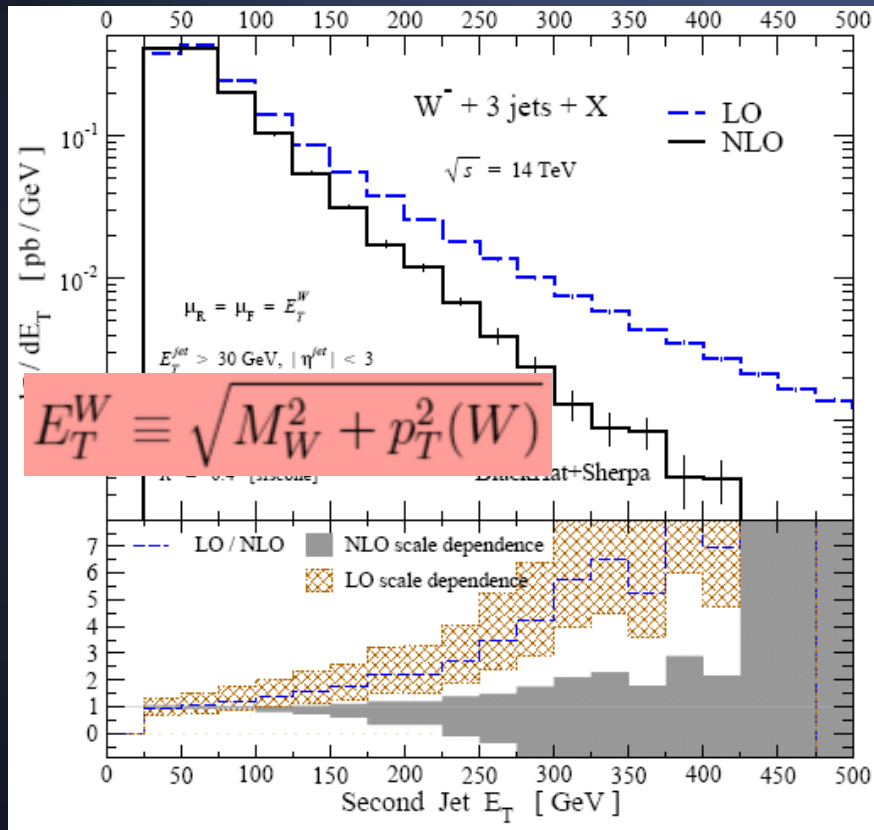 0 50 100 150 200 250 300 350 400 450 500
W⁻ + 3 jets + X
LO
NLO
√s = 14 TeV
10⁻¹
10⁻²
/ dE_T [ pb / GeV ]
μ_R = μ_F = E_T^W
E_T^jet > 30 GeV, | η^jet | < 3
E_T^W ≡ √(M_W^2 + p_T^2(W))
BlackHat+Sherpa
LO / NLO
NLO scale dependence
LO scale dependence
7
6
5
4
3
2
1
0
0 50 100 150 200 250 300 350 400 450 500
Second Jet E_T [ GeV ]